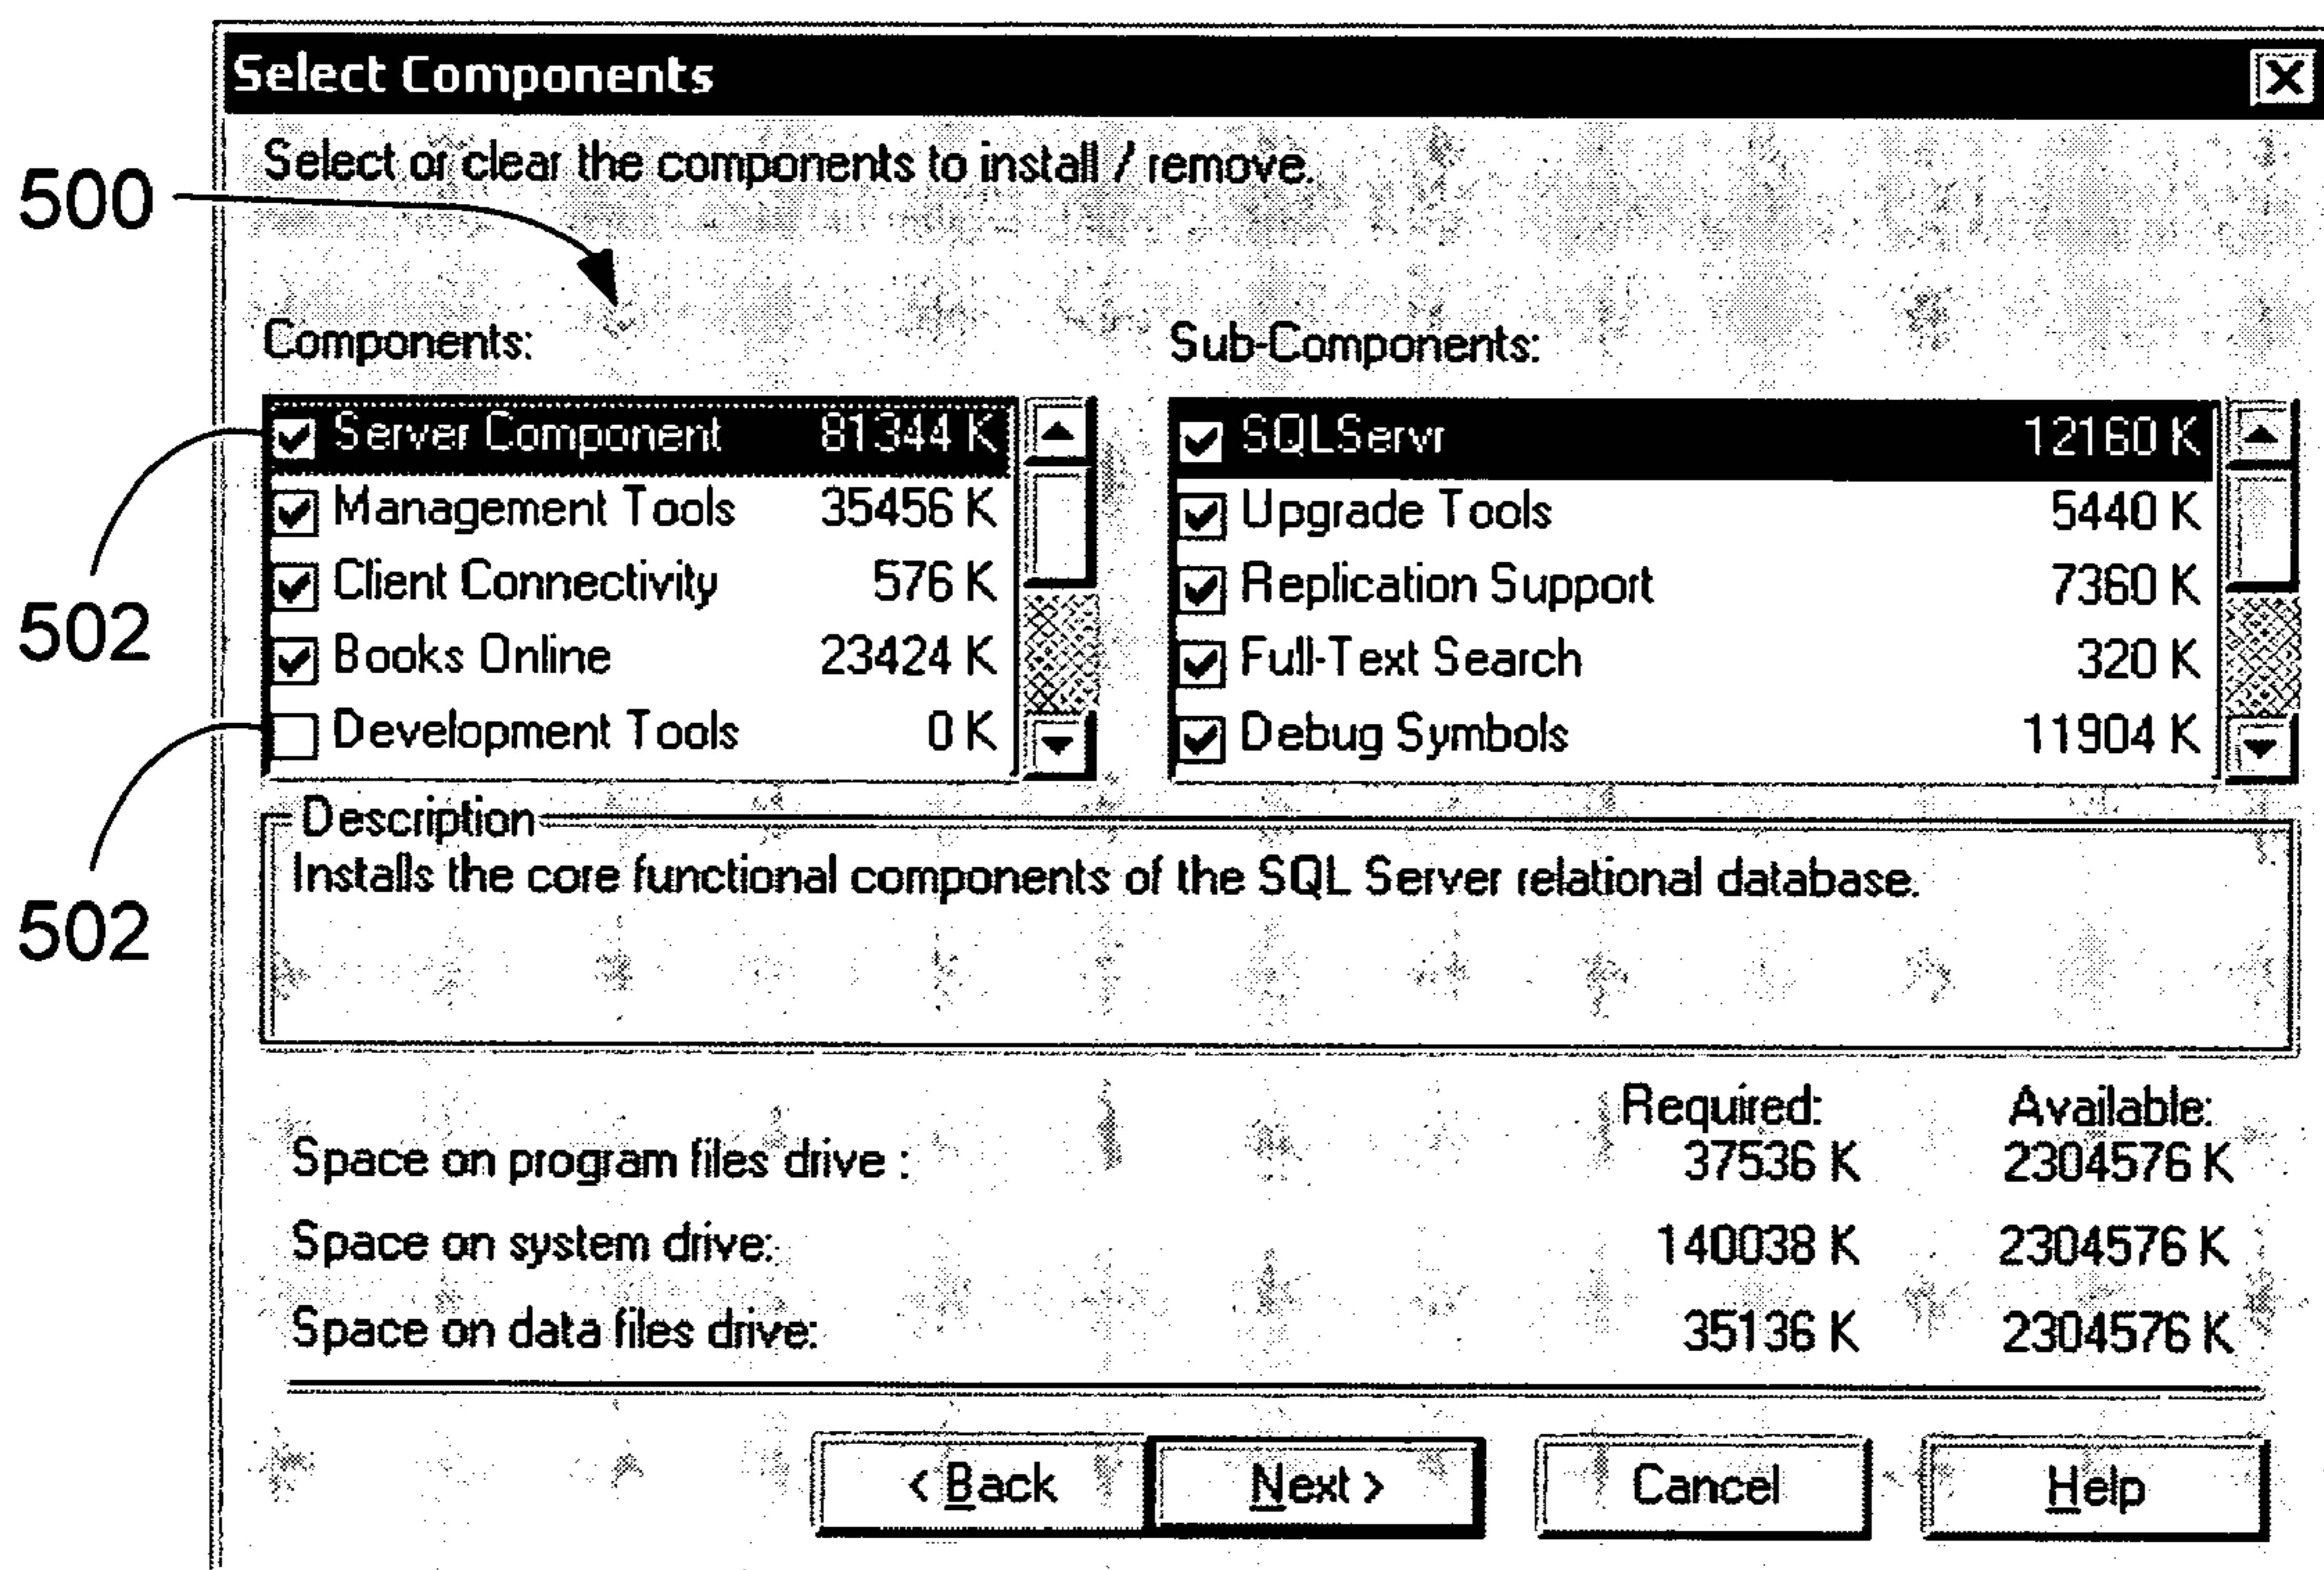 Select Components
Select or clear the components to install / remove.
500
Components:
Server Component 81344 K
Management Tools 35456 K
Client Connectivity 576 K
Books Online 23424 K
Development Tools 0 K
502
502
Sub-Components:
SQLServr 12160 K
Upgrade Tools 5440 K
Replication Support 7360 K
Full-Text Search 320 K
Debug Symbols 11904 K
Description
Installs the core functional components of the SQL Server relational database.
Required: Available:
Space on program files drive : 37536 K 2304576 K
Space on system drive: 140038 K 2304576 K
Space on data files drive: 35136 K 2304576 K
< Back Next > Cancel Help